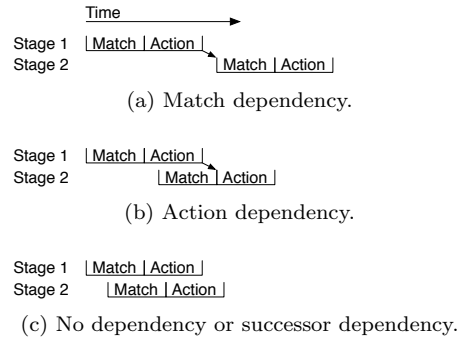 Time
Stage 1 Match Action
Stage 2 Match Action
(a) Match dependency.
Stage 1 Match Action
Stage 2 Match Action
(b) Action dependency.
Stage 1 Match Action
Stage 2 Match Action
(c) No dependency or successor dependency.